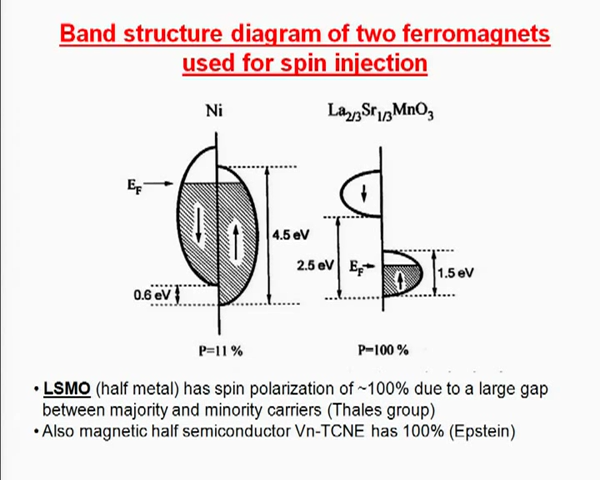 Band structure diagram of two ferromagnets
used for spin injection
Ni
La2/3Sr1/3MnO3
EF
4.5 eV
2.5 eV
EF
1.5 eV
0.6 eV
P=11 %
P=100 %
• LSMO (half metal) has spin polarization of ~100% due to a large gap
between majority and minority carriers (Thales group)
• Also magnetic half semiconductor Vn-TCNE has 100% (Epstein)